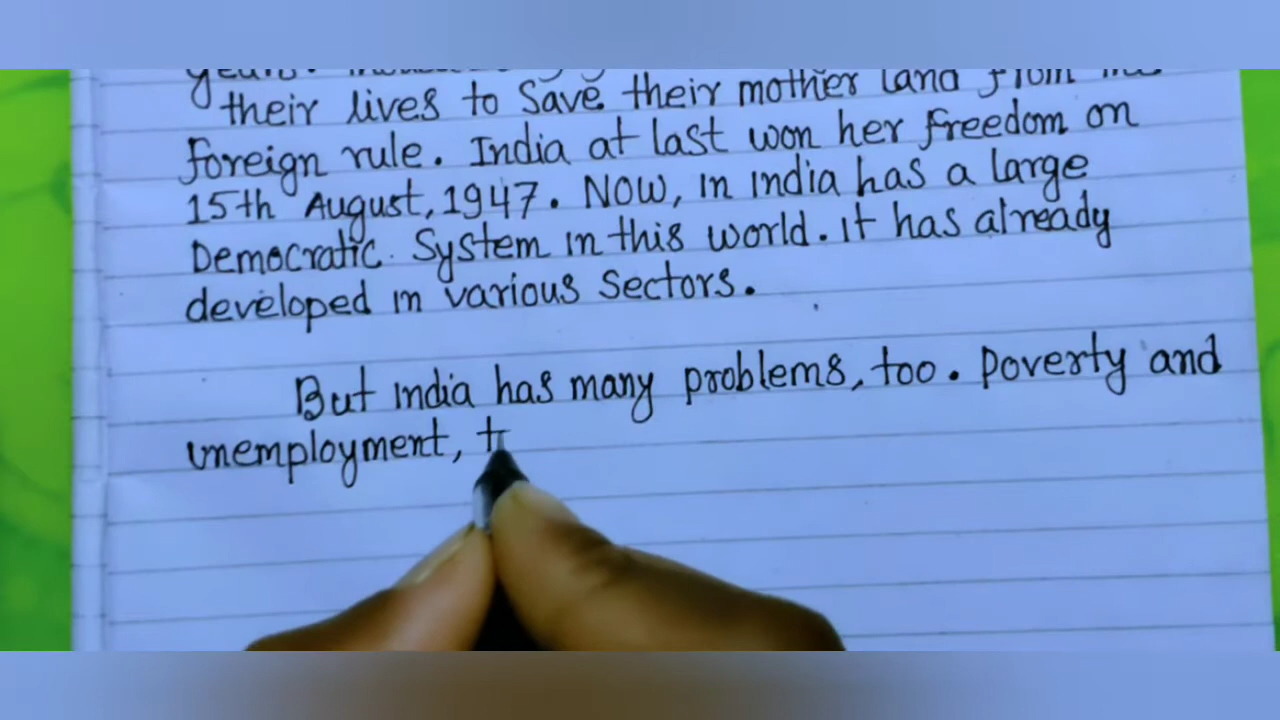 their lives to save their mother land from
foreign rule. India at last won her freedom on
15th August, 1947. Now, in india has a large
Democratic. System in this world. it has already
developed in various sectors.
But india has many problems, too. poverty and
unemployment, t